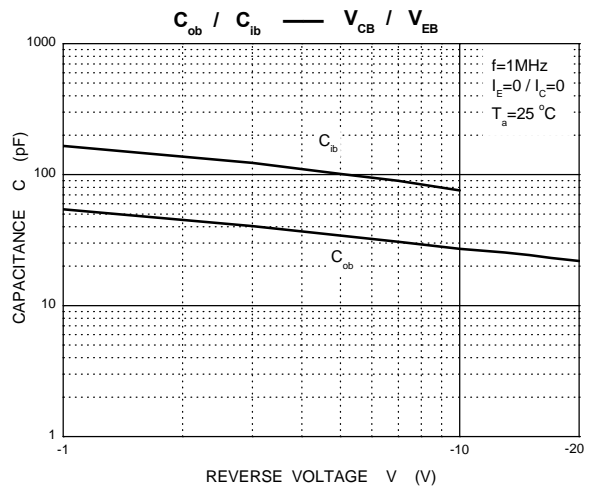 Cob / Cib —— VCB / VEB
1000
f=1MHz
IE=0 / IC=0
Ta=25 °C
Cib
100
CAPACITANCE C (pF)
Cob
10
1
-1
-10
-20
REVERSE VOLTAGE V (V)